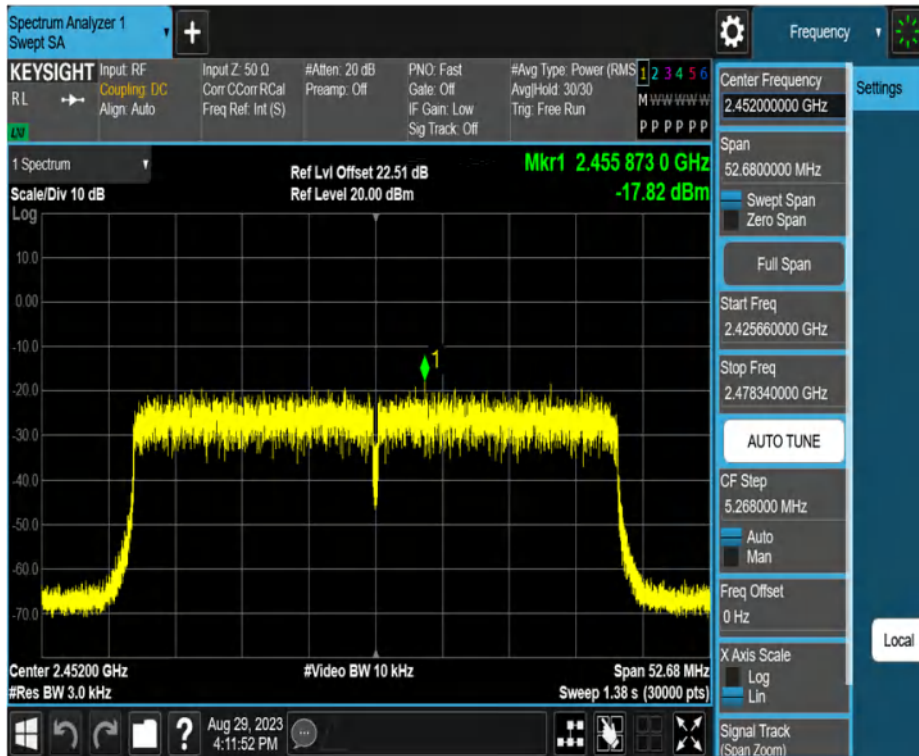 Spectrum Analyzer 1
Swept SA
+
Frequency
KEYSIGHT
RL
LNI
Input: RF
Coupling: DC
Align: Auto
Input Z: 50 Ω
Corr CCorr RCal
Freq Ref: Int (S)
#Atten: 20 dB
Preamp: Off
PNO: Fast
Gate: Off
IF Gain: Low
Sig Track: Off
#Avg Type: Power (RMS
Avg|Hold: 30/30
Trig: Free Run
1 2 3 4 5 6
M W W W W W
P P P P P P
1 Spectrum
Scale/Div 10 dB
Log
Ref Lvl Offset 22.51 dB
Ref Level 20.00 dBm
Mkr1 2.455 873 0 GHz
-17.82 dBm
10.0
0.00
-10.0
-20.0
-30.0
-40.0
-50.0
-60.0
-70.0
1
Center 2.45200 GHz
#Res BW 3.0 kHz
#Video BW 10 kHz
Span 52.68 MHz
Sweep 1.38 s (30000 pts)
Center Frequency
2.452000000 GHz
Span
52.6800000 MHz
Swept Span
Zero Span
Full Span
Start Freq
2.425660000 GHz
Stop Freq
2.478340000 GHz
AUTO TUNE
CF Step
5.268000 MHz
Auto
Man
Freq Offset
0 Hz
X Axis Scale
Log
Lin
Signal Track
(Span Zoom)
Settings
Local
?
Aug 29, 2023
4:11:52 PM